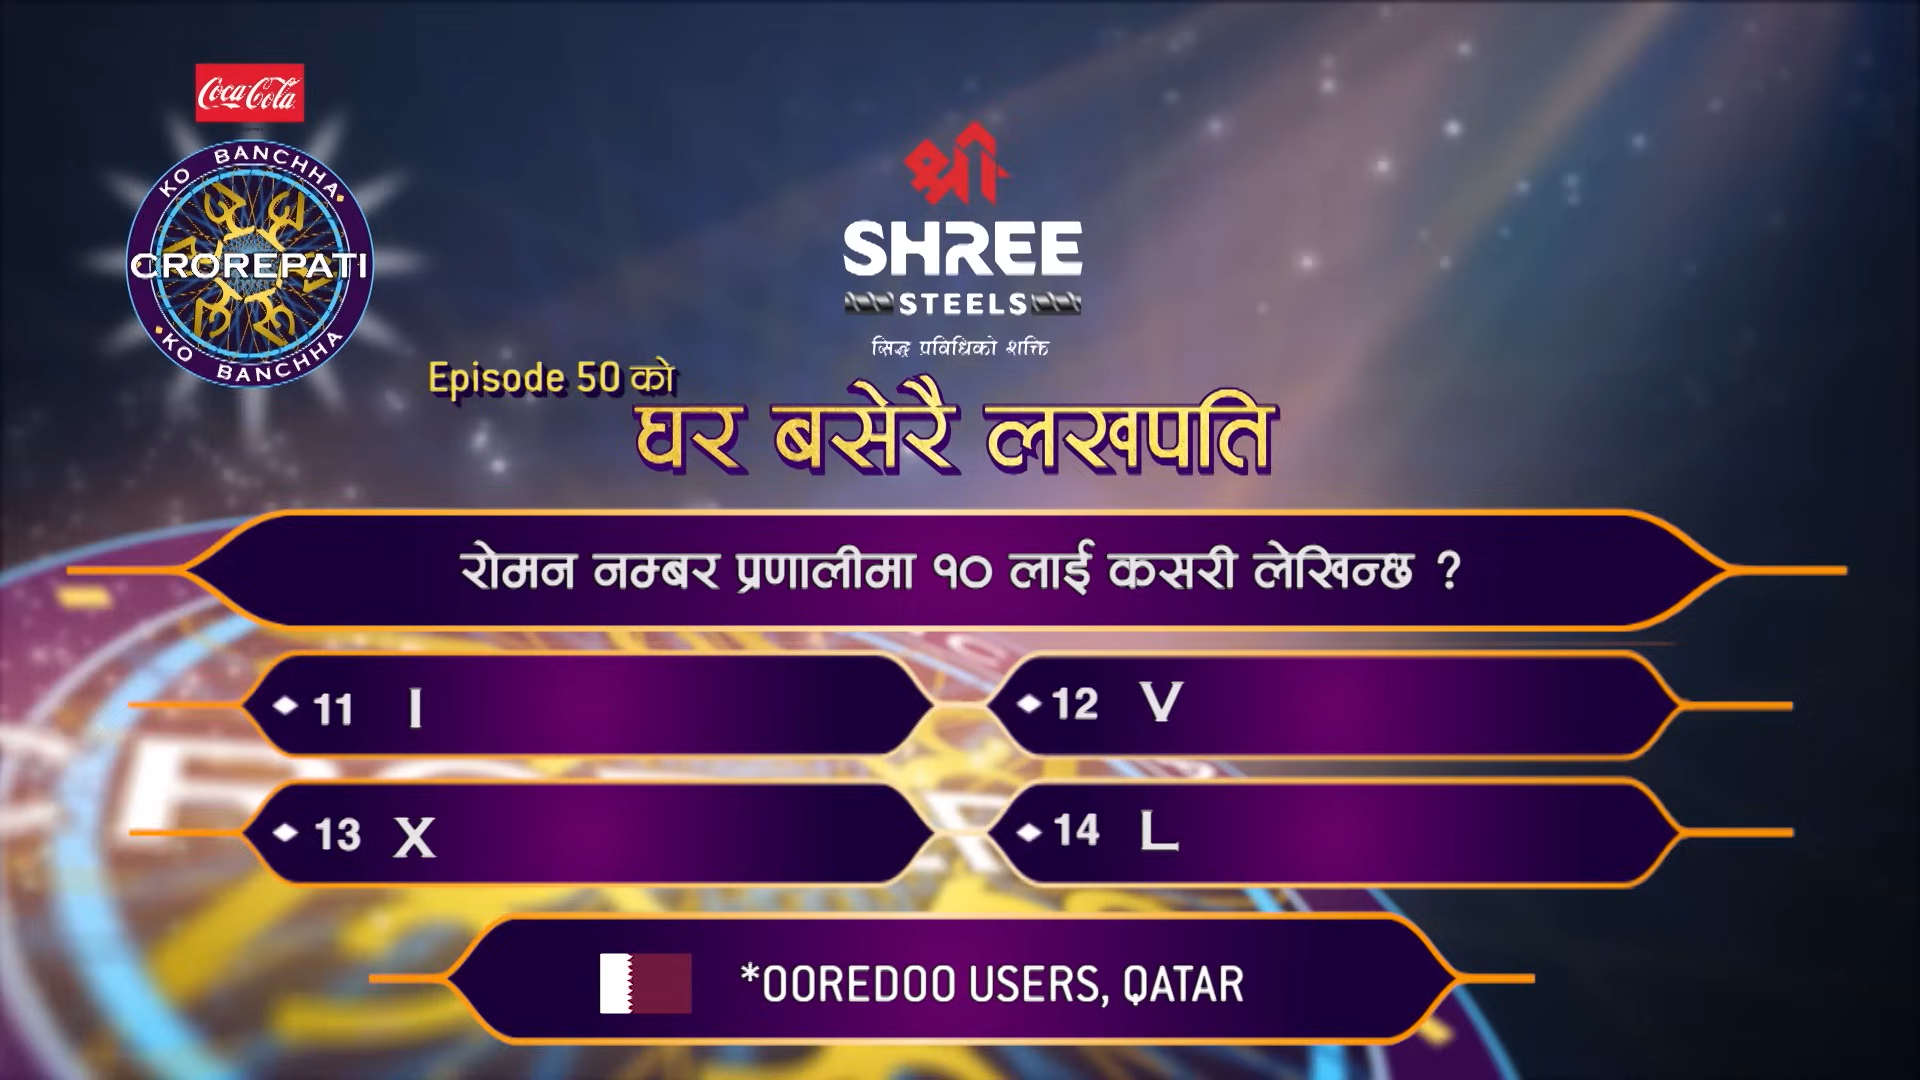 Coca-Cola
KO BANCHHA
CROREPATI
KO BANCHHA
श्री
SHREE
STEELS
सिद्ध प्रविधिको शक्ति
Episode 50 को
घर बसेरै लखपति
रोमन नम्बर प्रणालीमा १० लाई कसरी लेखिन्छ ?
11 I
12 V
13 X
14 L
*OOREDOO USERS, QATAR